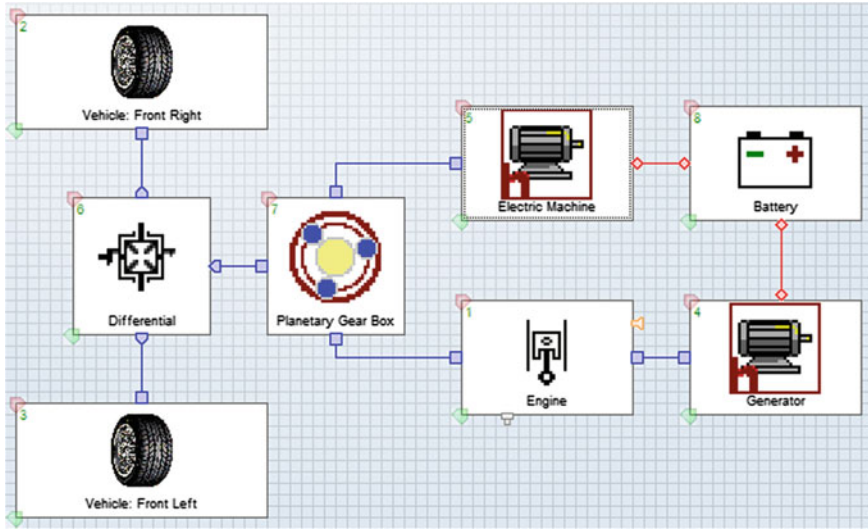 2
Vehicle: Front Right
5
Electric Machine
8
Battery
6
Differential
7
Planetary Gear Box
1
Engine
4
Generator
3
Vehicle: Front Left